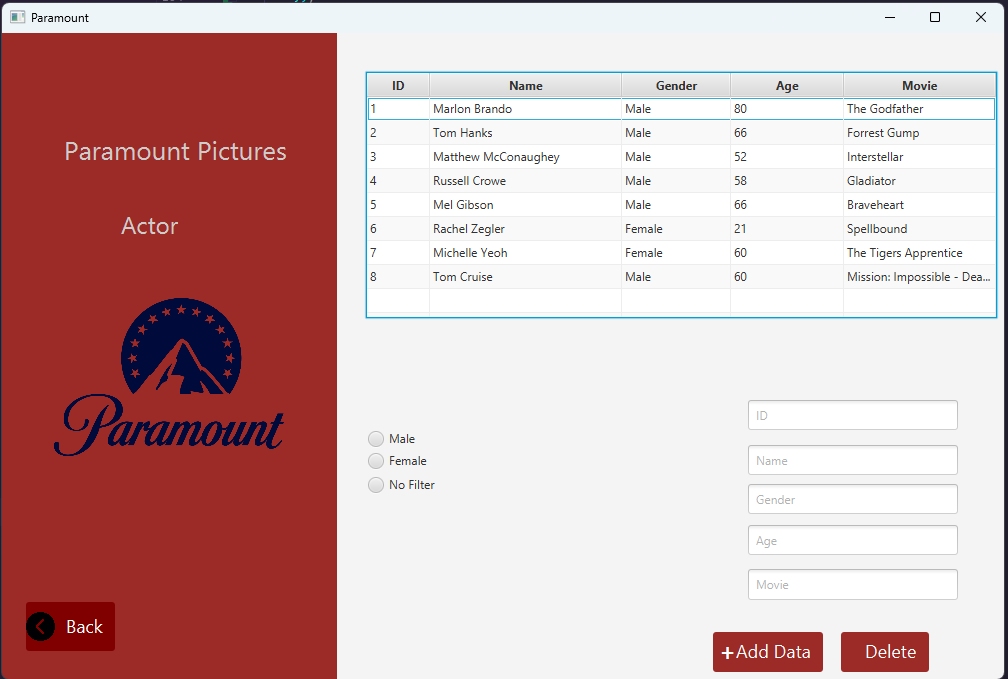 Paramount
Paramount Pictures
Actor
Paramount
Back
ID Name Gender Age Movie
1 Marlon Brando Male 80 The Godfather
2 Tom Hanks Male 66 Forrest Gump
3 Matthew McConaughey Male 52 Interstellar
4 Russell Crowe Male 58 Gladiator
5 Mel Gibson Male 66 Braveheart
6 Rachel Zegler Female 21 Spellbound
7 Michelle Yeoh Female 60 The Tigers Apprentice
8 Tom Cruise Male 60 Mission: Impossible - Dea...
Male
Female
No Filter
ID
Name
Gender
Age
Movie
+Add Data
Delete